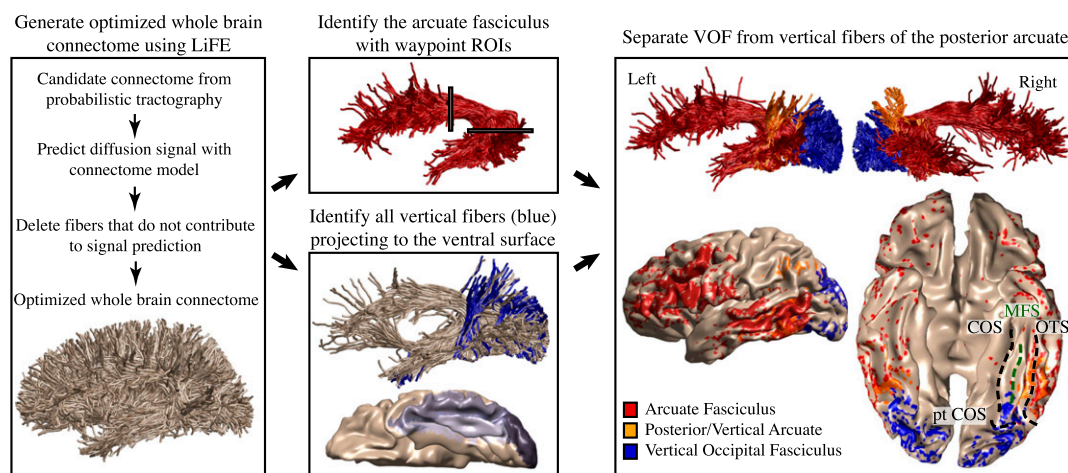 Generate optimized whole brain
connectome using LiFE
Candidate connectome from
probabilistic tractography
Predict diffusion signal with
connectome model
Delete fibers that do not contribute
to signal prediction
Optimized whole brain connectome
Identify the arcuate fasciculus
with waypoint ROIs
Identify all vertical fibers (blue)
projecting to the ventral surface
Separate VOF from vertical fibers of the posterior arcuate
Left
Right
MFS
COS
OTS
pt COS
Arcuate Fasciculus
Posterior/Vertical Arcuate
Vertical Occipital Fasciculus